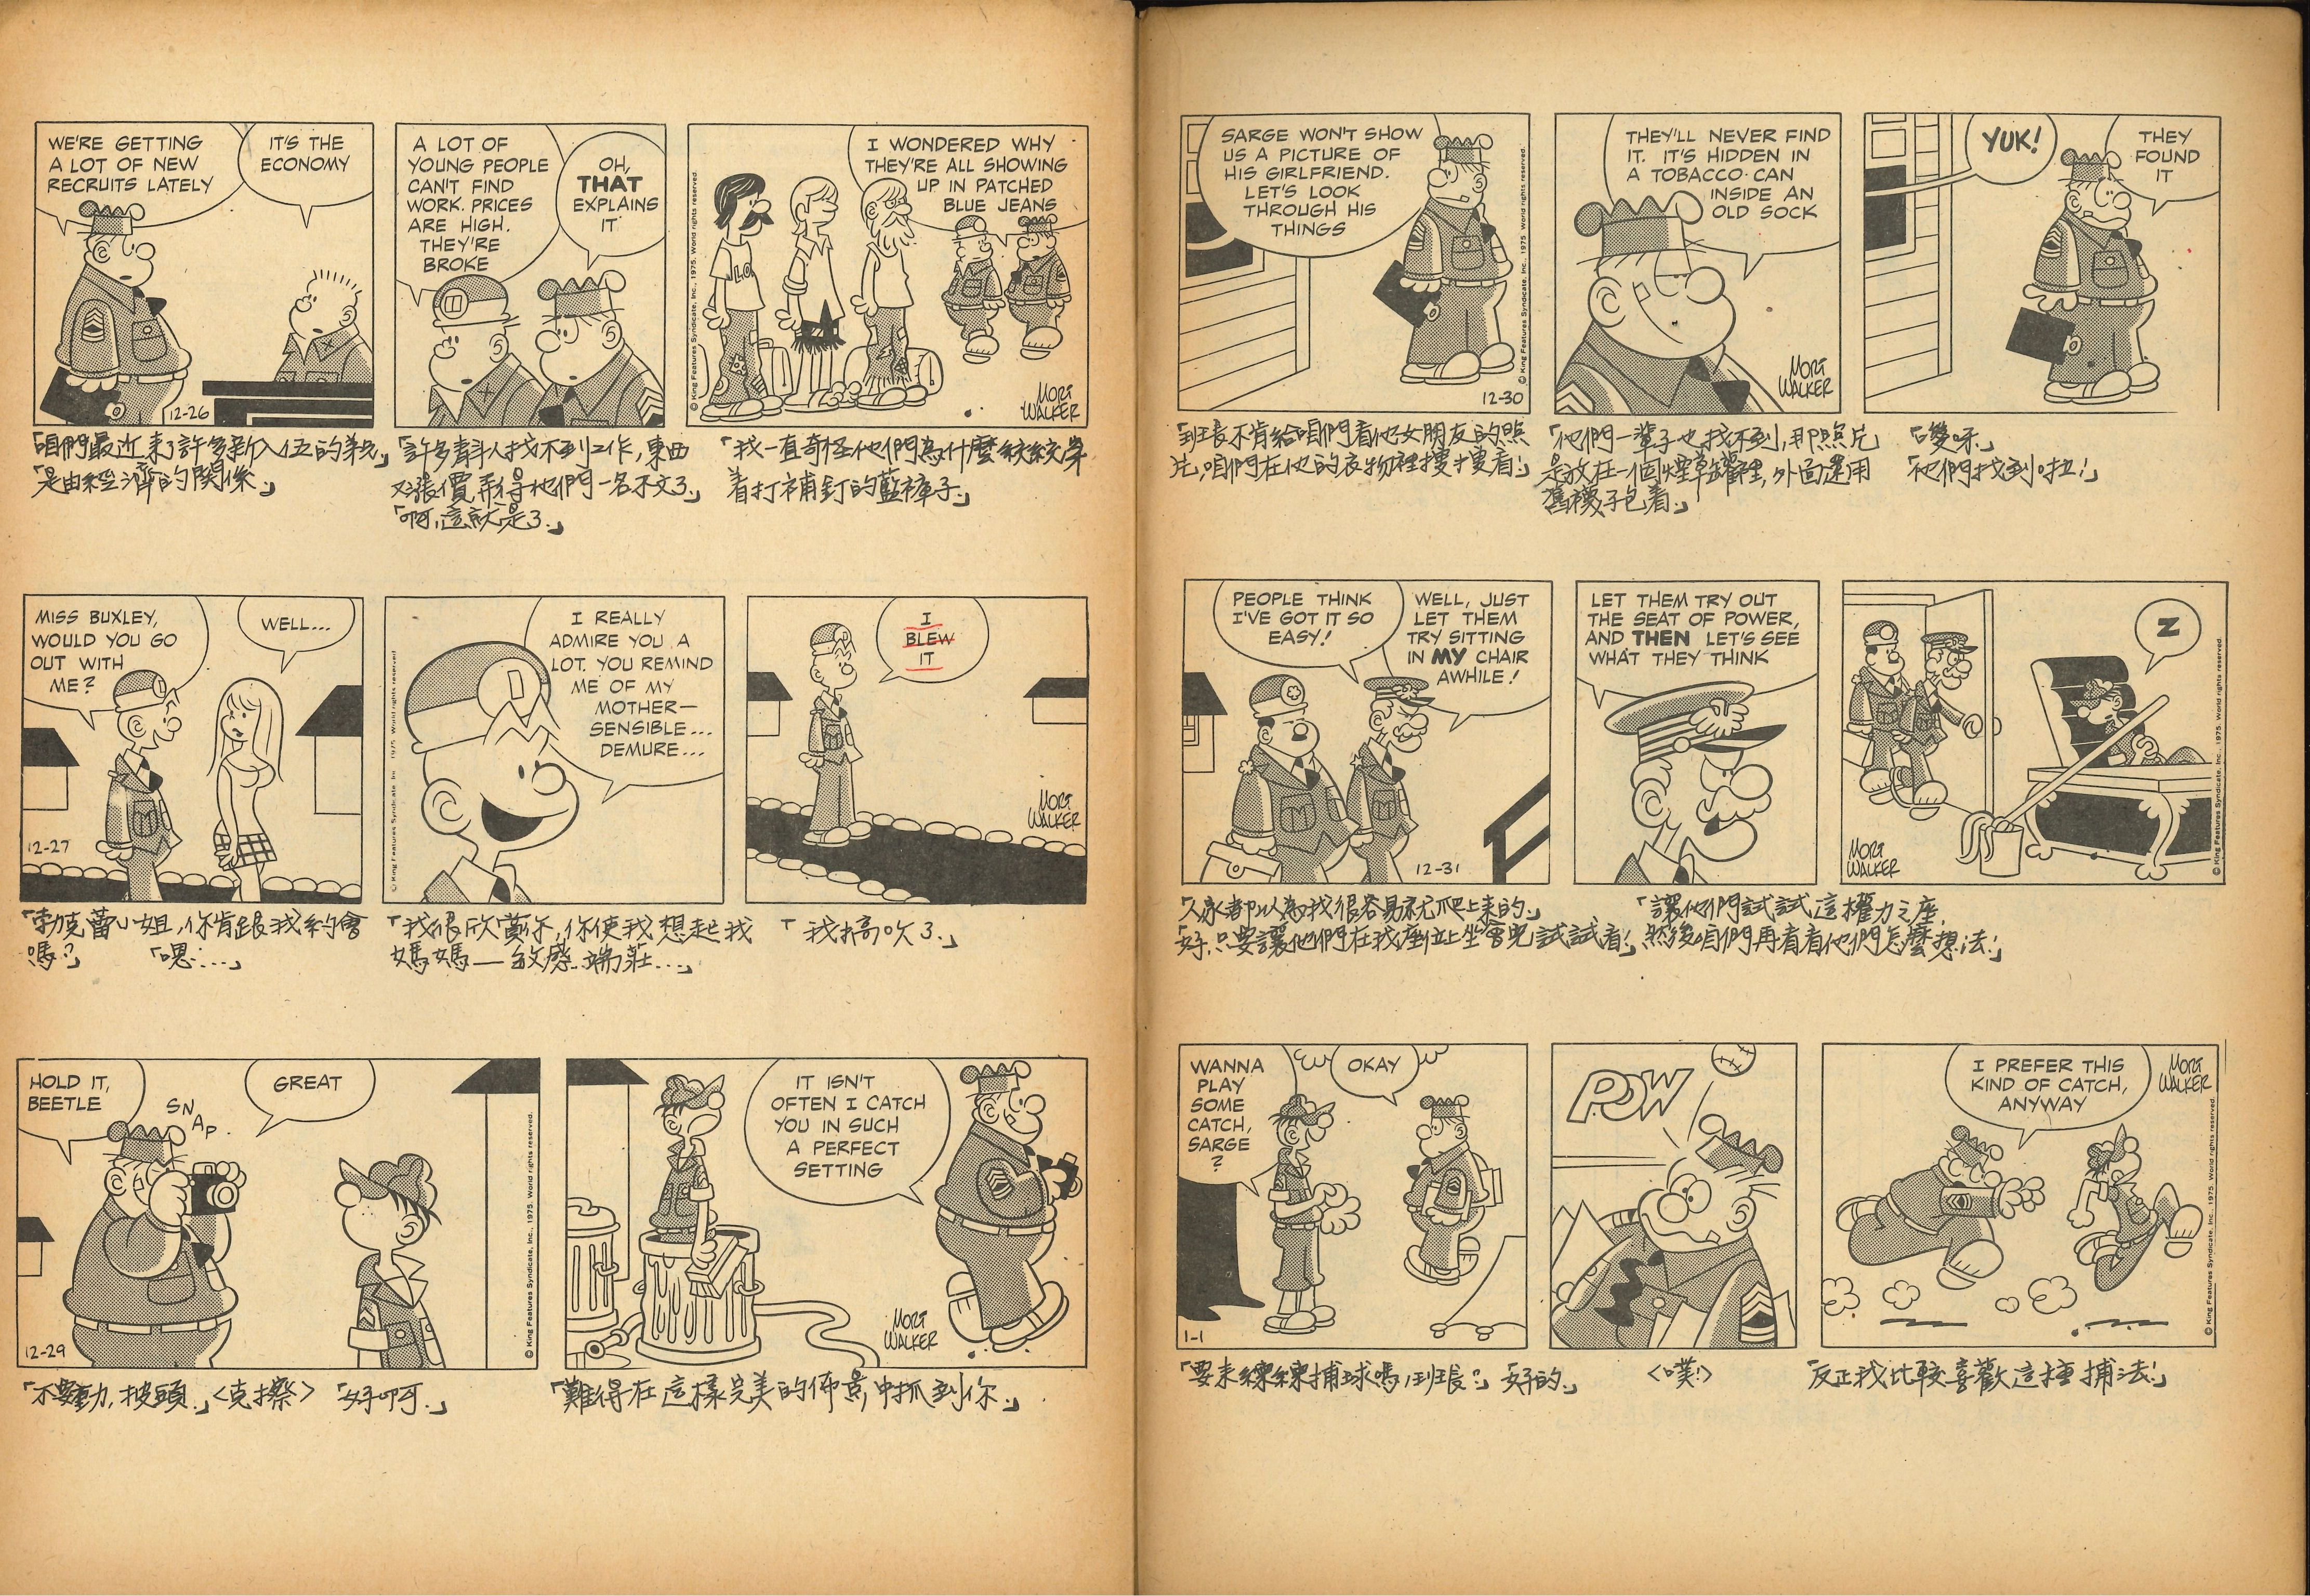 WE'RE GETTING
A LOT OF NEW
RECRUITS LATELY
IT'S THE
ECONOMY
12-26
A LOT OF
YOUNG PEOPLE
CAN'T FIND
WORK. PRICES
ARE HIGH.
THEY'RE
BROKE
OH,
THAT
EXPLAINS
IT
I WONDERED WHY
THEY'RE ALL SHOWING
UP IN PATCHED
BLUE JEANS
LO
© King Features Syndicate, Inc., 1975. World rights reserved.
MORT
WALKER
「咱們最近來了許多新入伍的弟兄。」
「是由經濟的關係。」
「許多青年人找不到工作,東西
又漲價,弄得他們一名不文了。」
「啊,這就是了。」
「我一直奇怪他們為什麼統統穿
着打補釘的藍褲子。」
MISS BUXLEY,
WOULD YOU GO
OUT WITH
ME?
WELL...
12-27
I REALLY
ADMIRE YOU A
LOT. YOU REMIND
ME OF MY
MOTHER—
SENSIBLE...
DEMURE...
© King Features Syndicate, Inc., 1975. World rights reserved.
I
BLEW
IT
MORT
WALKER
「勃克蕾小姐,你肯跟我約會
嗎?」 「嗯……」
「我很欣賞你,你使我想起我
媽媽—敏感…端莊…」
「我搞吹了。」
HOLD IT,
BEETLE
SNAP.
GREAT
12-29
© King Features Syndicate, Inc., 1975. World rights reserved.
IT ISN'T
OFTEN I CATCH
YOU IN SUCH
A PERFECT
SETTING
MORT
WALKER
「不要動,披頭。」〈克擦〉 「好啊。」
「難得在這樣完美的佈景中抓到你。」
SARGE WON'T SHOW
US A PICTURE OF
HIS GIRLFRIEND.
LET'S LOOK
THROUGH HIS
THINGS
12-30
© King Features Syndicate, Inc., 1975. World rights reserved.
THEY'LL NEVER FIND
IT. IT'S HIDDEN IN
A TOBACCO CAN
INSIDE AN
OLD SOCK
MORT
WALKER
YUK!
THEY
FOUND
IT
「班長不肯給咱們看他女朋友的照
片,咱們在他的衣物裡摟摟看!」
「他們一輩子也找不到,那照片
是放在一個煙草罐裡,外面還用
舊襪子包着。」
呀。」
「他們找到啦!」
PEOPLE THINK
I'VE GOT IT SO
EASY!
WELL, JUST
LET THEM
TRY SITTING
IN MY CHAIR
AWHILE!
12-31
LET THEM TRY OUT
THE SEAT OF POWER,
AND THEN LET'S SEE
WHAT THEY THINK
Z
MORT
WALKER
© King Features Syndicate, Inc., 1975. World rights reserved.
「人家都以為我很容易就爬上來的。」
「好,只要讓他們在我座位上坐會兒試試看!」
「讓他們試試這權力之座,
然後咱們再看看他們怎麼想法!」
WANNA
PLAY
SOME
CATCH,
SARGE
?
OKAY
1-1
POW
I PREFER THIS
KIND OF CATCH,
ANYWAY
MORT
WALKER
© King Features Syndicate, Inc., 1975. World rights reserved.
「要來練練捕球嗎,班長?」 「好的。」
〈噗!〉
「反正我比較喜歡這種捕法!」